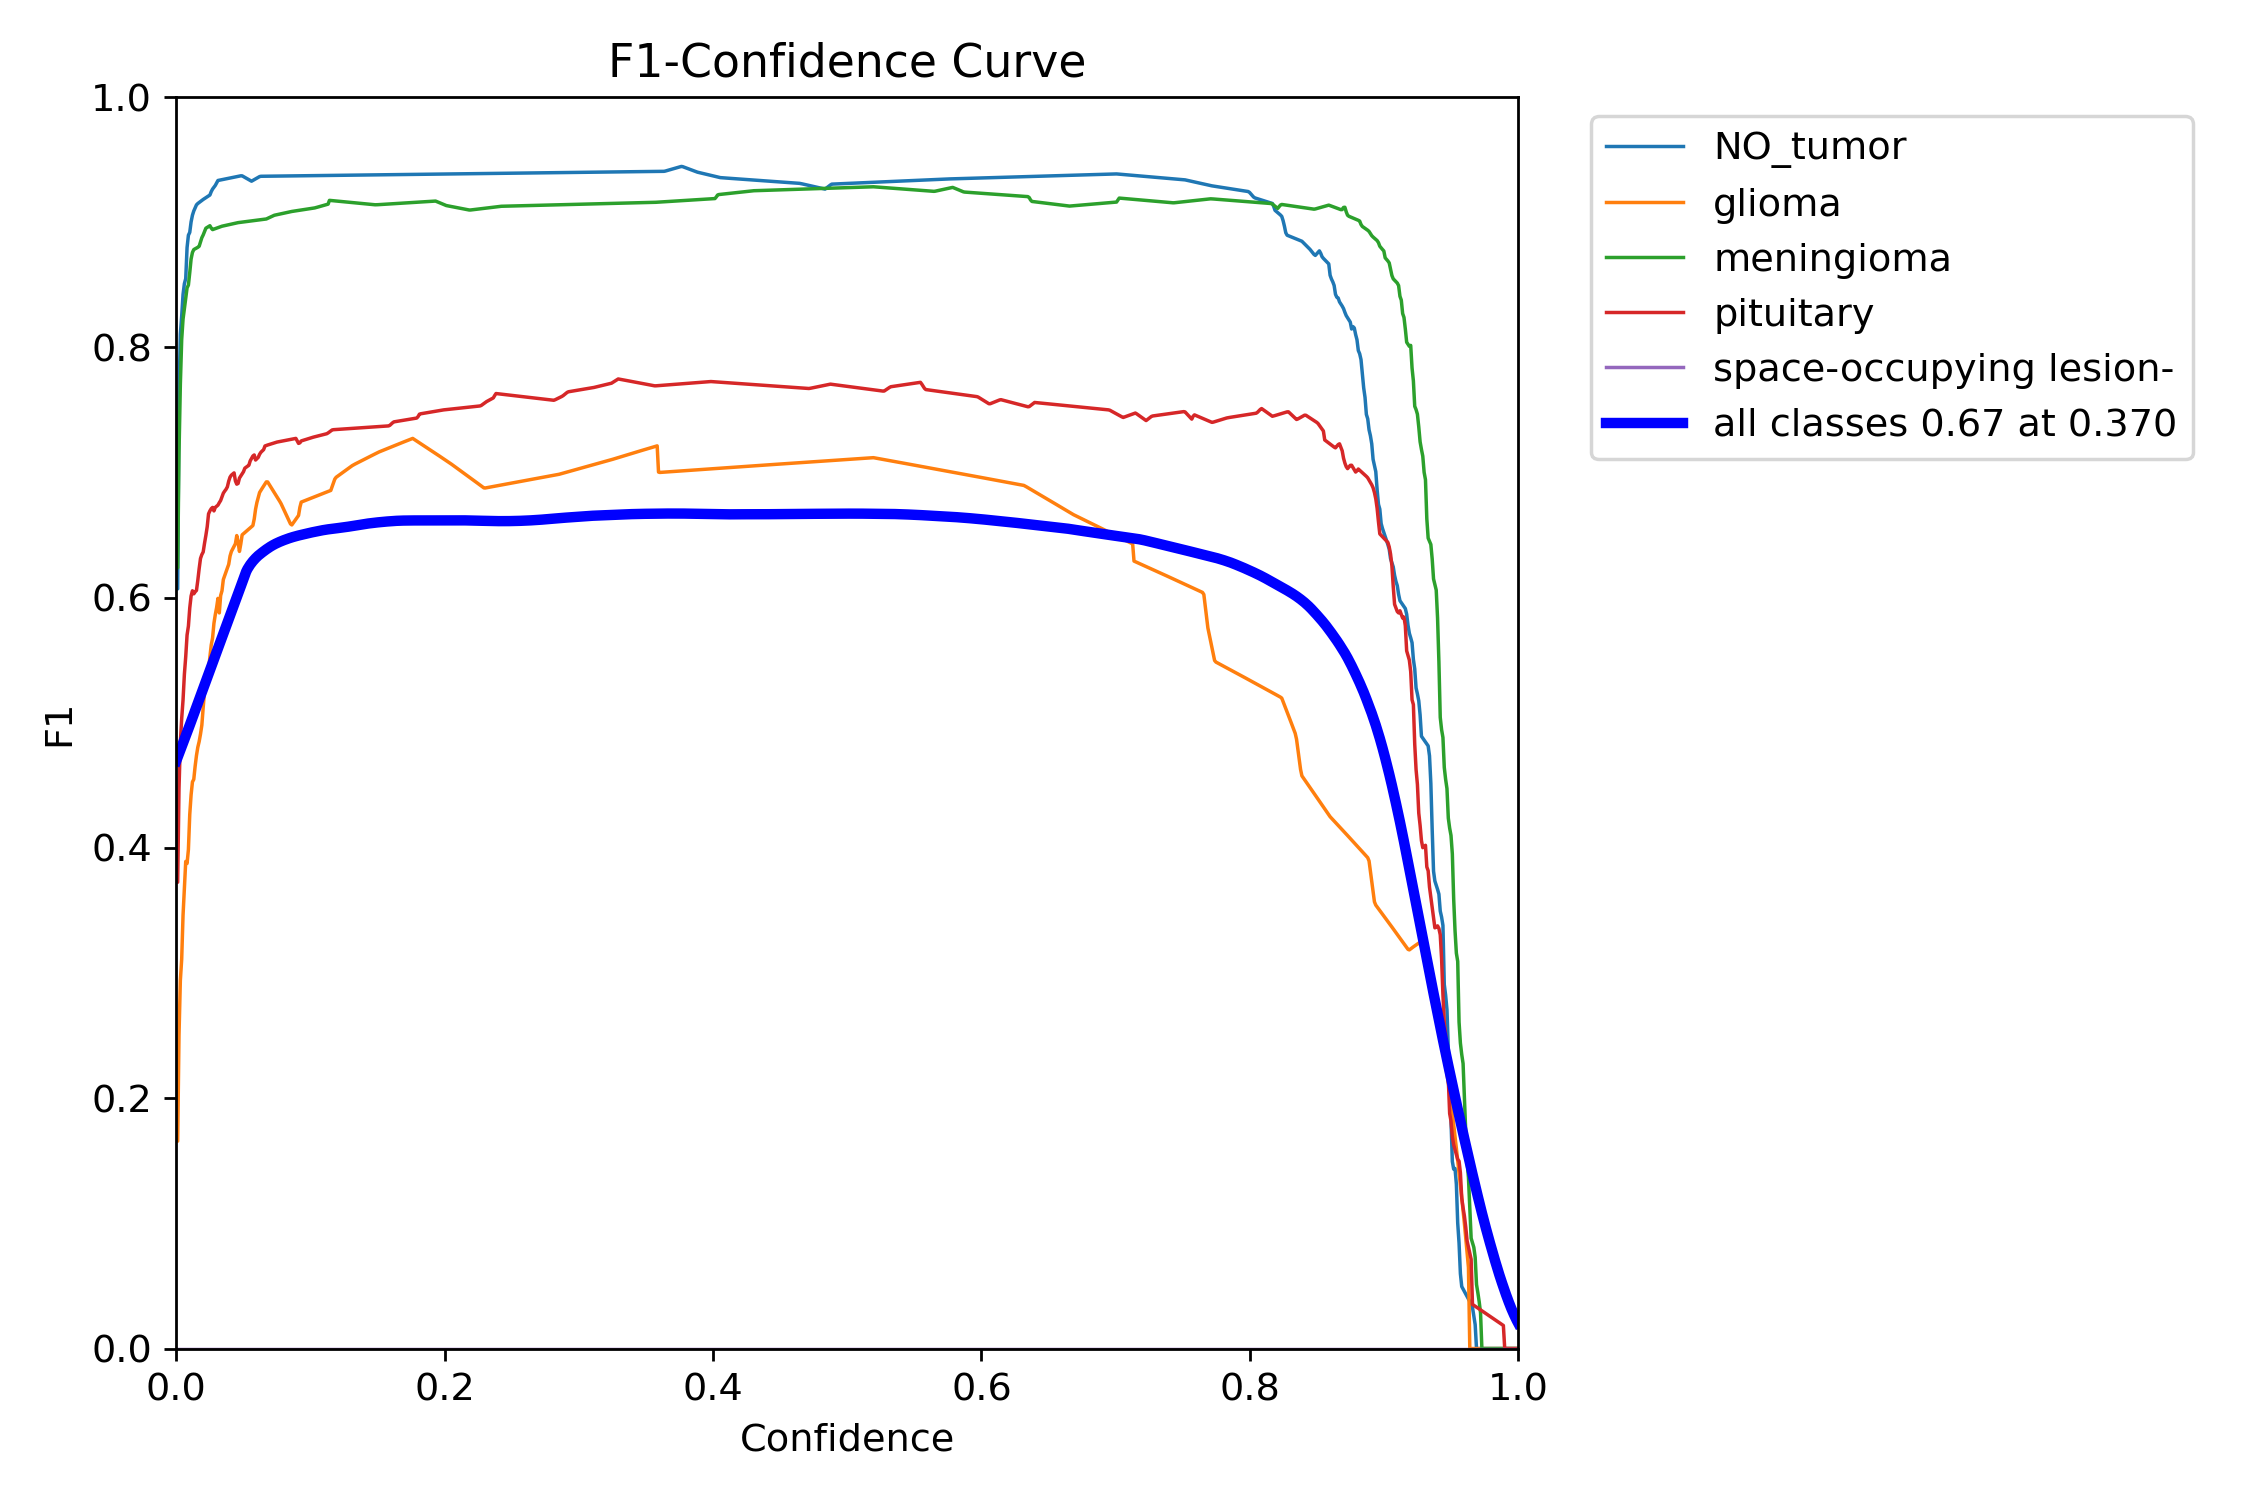 F1-Confidence Curve
1.0
0.8
0.6
0.4
0.2
0.0
F1
0.0 0.2 0.4 0.6 0.8 1.0
Confidence
NO_tumor
glioma
meningioma
pituitary
space-occupying lesion-
all classes 0.67 at 0.370